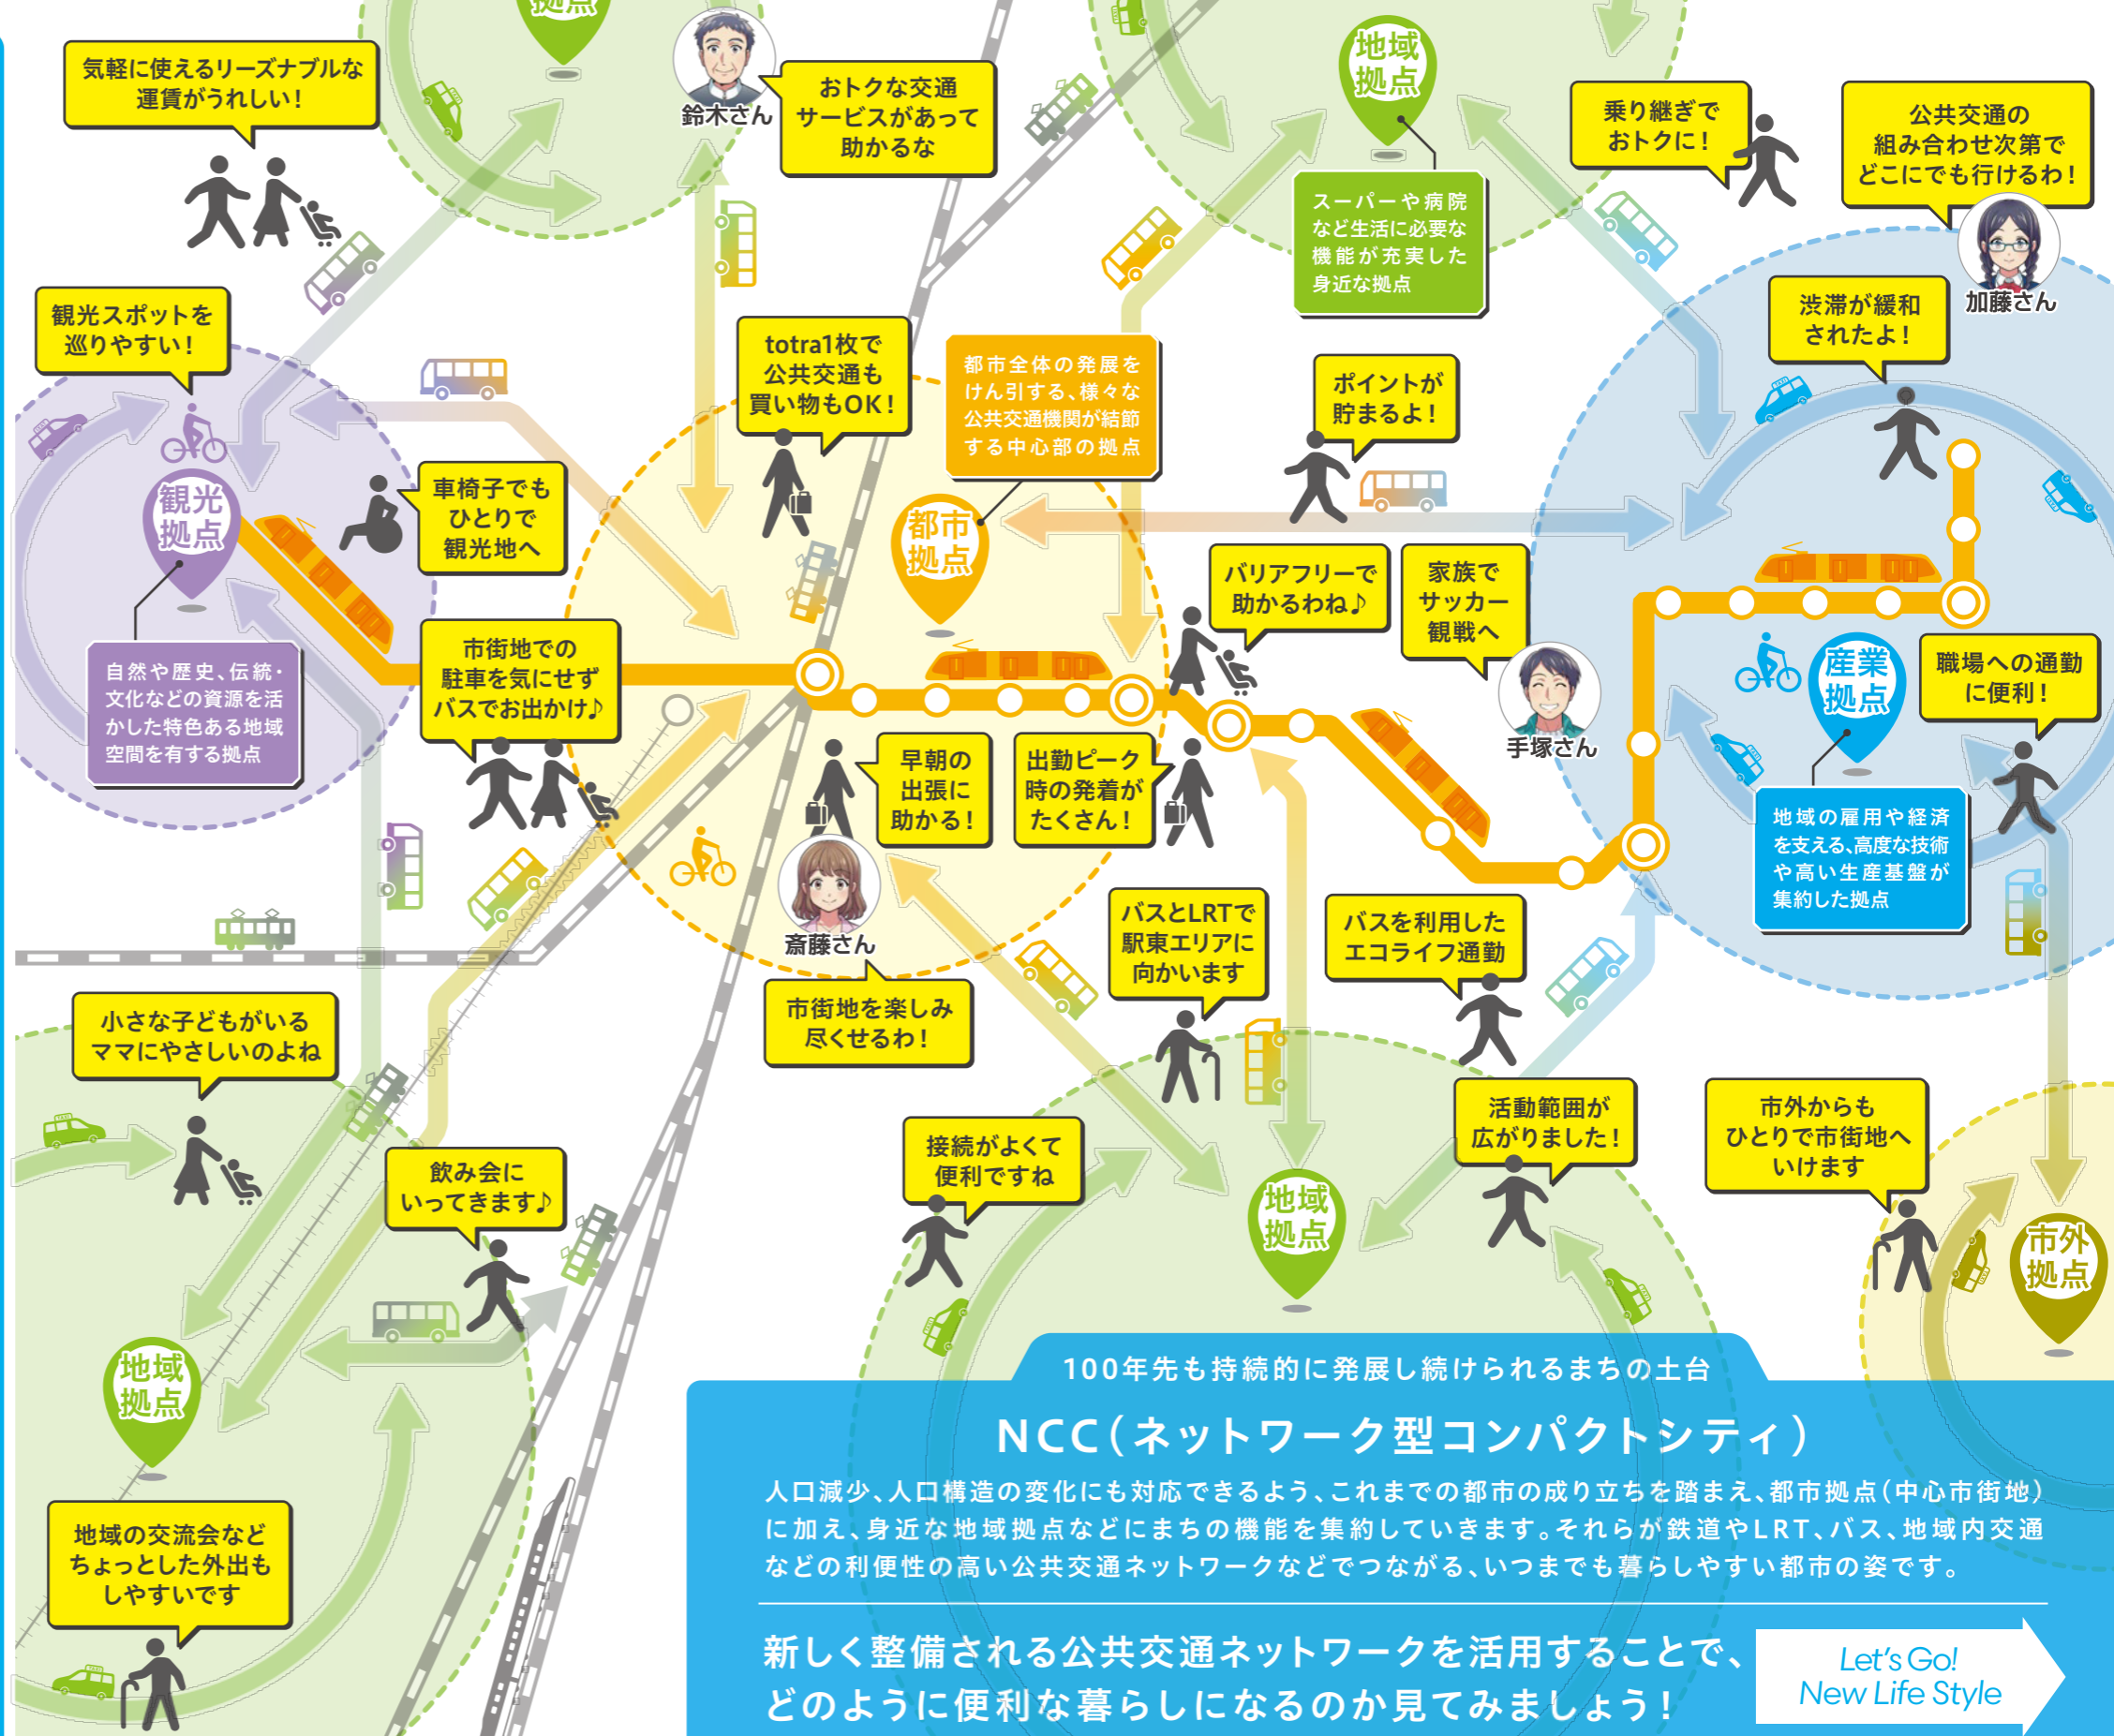 拠点
気軽に使えるリーズナブルな
運賃がうれしい！
鈴木さん
おトクな交通
サービスがあって
助かるな
地域
拠点
スーパーや病院
など生活に必要な
機能が充実した
身近な拠点
乗り継ぎで
おトクに！
公共交通の
組み合わせ次第で
どこにでも行けるわ！
加藤さん
渋滞が緩和
されたよ！
観光スポットを
巡りやすい！
totra1枚で
公共交通も
買い物もOK！
都市全体の発展を
けん引する、様々な
公共交通機関が結節
する中心部の拠点
ポイントが
貯まるよ！
観光
拠点
車椅子でも
ひとりで
観光地へ
都市
拠点
バリアフリーで
助かるわね♪
家族で
サッカー
観戦へ
手塚さん
産業
拠点
職場への通勤
に便利！
自然や歴史、伝統・
文化などの資源を活
かした特色ある地域
空間を有する拠点
市街地での
駐車を気にせず
バスでお出かけ♪
早朝の
出張に
助かる！
出勤ピーク
時の発着が
たくさん！
地域の雇用や経済
を支える、高度な技術
や高い生産基盤が
集約した拠点
斎藤さん
市街地を楽しみ
尽くせるわ！
バスとLRTで
駅東エリアに
向かいます
バスを利用した
エコライフ通勤
小さな子どもがいる
ママにやさしいのよね
飲み会に
いってきます♪
接続がよくて
便利ですね
地域
拠点
活動範囲が
広がりました！
市外からも
ひとりで市街地へ
いけます
市外
拠点
地域
拠点
地域の交流会など
ちょっとした外出も
しやすいです
100年先も持続的に発展し続けられるまちの土台
NCC（ネットワーク型コンパクトシティ）
人口減少、人口構造の変化にも対応できるよう、これまでの都市の成り立ちを踏まえ、都市拠点（中心市街地）
に加え、身近な地域拠点などにまちの機能を集約していきます。それらが鉄道やLRT、バス、地域内交通
などの利便性の高い公共交通ネットワークなどでつながる、いつまでも暮らしやすい都市の姿です。
新しく整備される公共交通ネットワークを活用することで、
どのように便利な暮らしになるのか見てみましょう！
Let's Go!
New Life Style